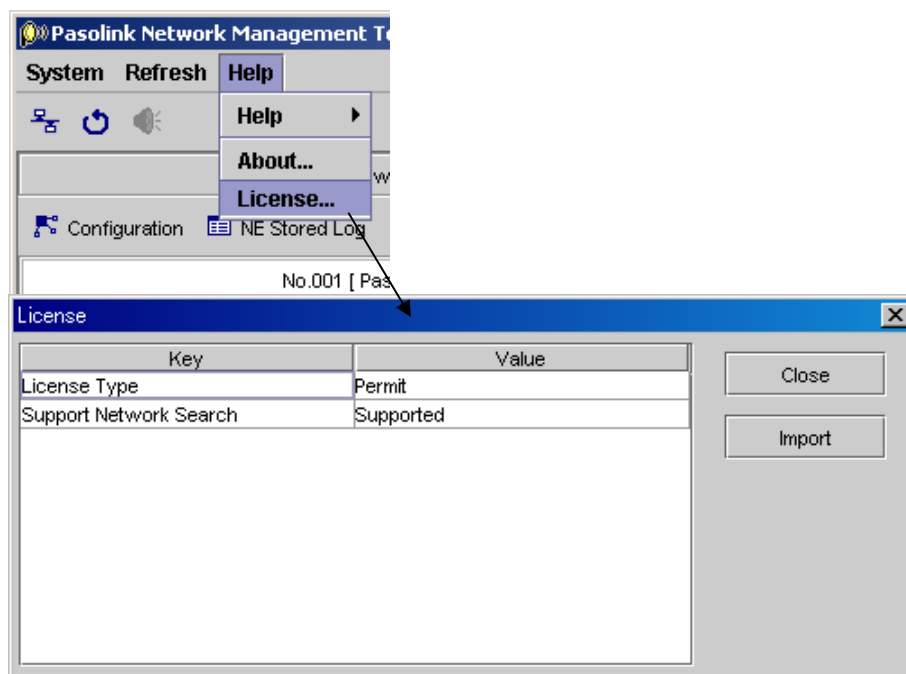 Pasolink Network Management T
System Refresh Help
Help
About...
License...
Configuration NE Stored Log
No.001 [ Pas
License
Key Value
License Type Permit
Support Network Search Supported
Close
Import